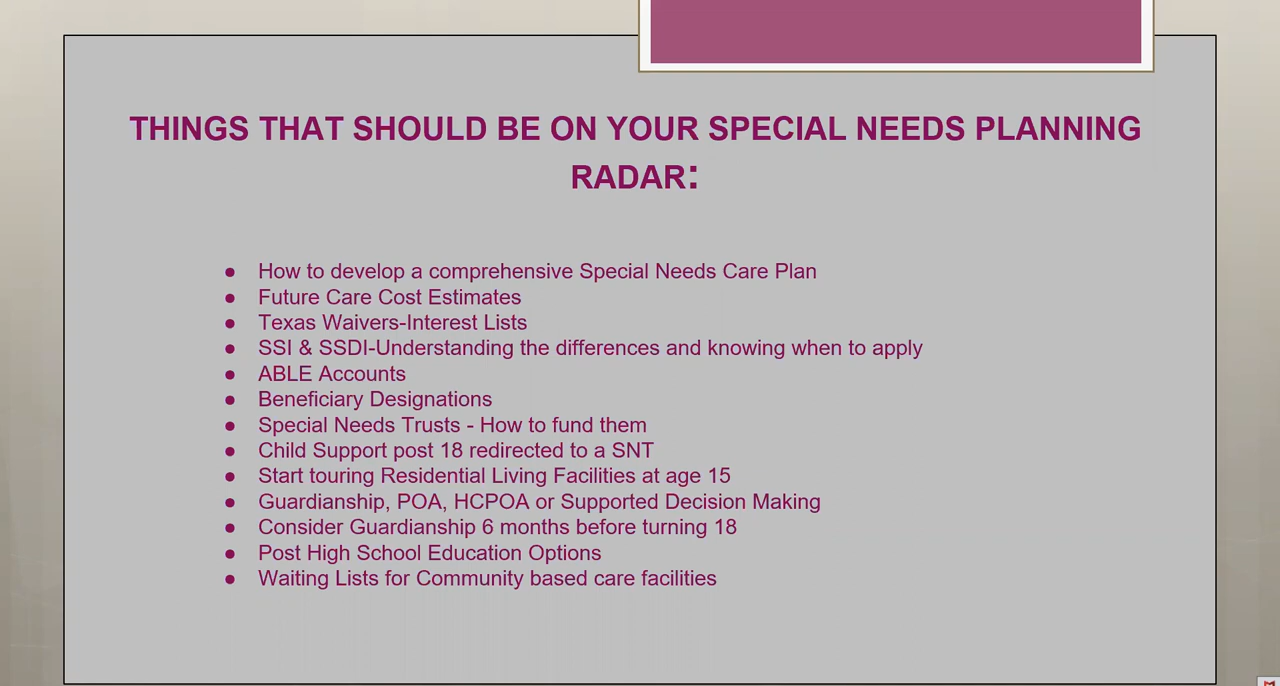 THINGS THAT SHOULD BE ON YOUR SPECIAL NEEDS PLANNING
RADAR:
● How to develop a comprehensive Special Needs Care Plan
● Future Care Cost Estimates
● Texas Waivers-Interest Lists
● SSI & SSDI-Understanding the differences and knowing when to apply
● ABLE Accounts
● Beneficiary Designations
● Special Needs Trusts - How to fund them
● Child Support post 18 redirected to a SNT
● Start touring Residential Living Facilities at age 15
● Guardianship, POA, HCPOA or Supported Decision Making
● Consider Guardianship 6 months before turning 18
● Post High School Education Options
● Waiting Lists for Community based care facilities